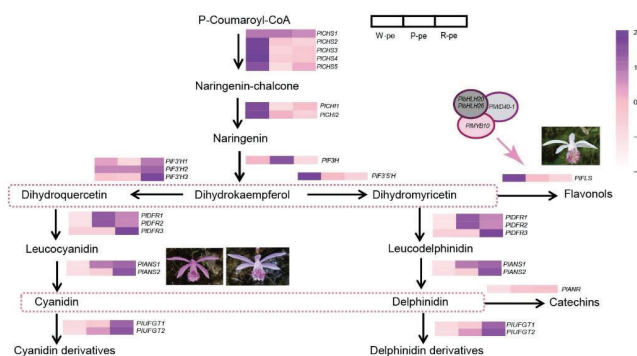 P-Coumaroyl-CoA
W-pe P-pe R-pe
PlCHS1
PlCHS2
PlCHS3
PlCHS4
PlCHS5
2
Naringenin-chalcone
PlCHI1
PlCHI2
PlbHLH20
PlbHLH26
PlWD40-1
PlMYB10
Naringenin
PlF3'H1
PlF3'H2
PlF3'H3
PlF3H
PlF3'5'H
PlFLS
Dihydroquercetin
Dihydrokaempferol
Dihydromyricetin
Flavonols
PlDFR1
PlDFR2
PlDFR3
PlDFR1
PlDFR2
PlDFR3
Leucocyanidin
Leucodelphinidin
PlANS1
PlANS2
PlANS1
PlANS2
PlANR
Cyanidin
Delphinidin
Catechins
PlUFGT1
PlUFGT2
PlUFGT1
PlUFGT2
Cyanidin derivatives
Delphinidin derivatives